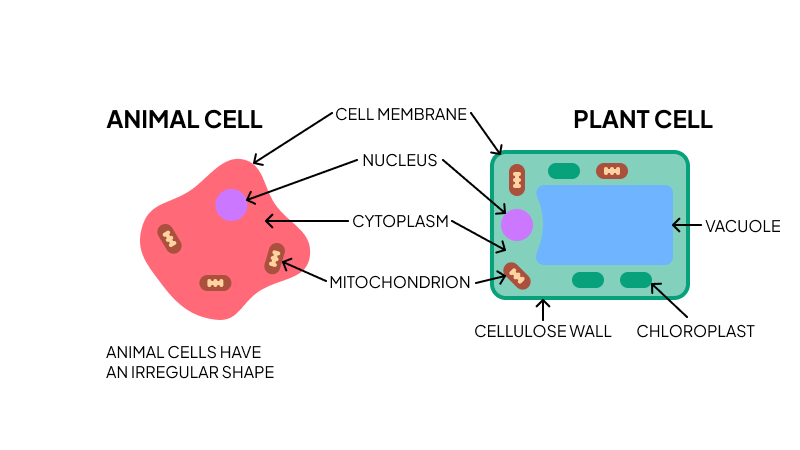 ANIMAL CELL
PLANT CELL
CELL MEMBRANE
NUCLEUS
CYTOPLASM
VACUOLE
MITOCHONDRION
CELLULOSE WALL
CHLOROPLAST
ANIMAL CELLS HAVE
AN IRREGULAR SHAPE